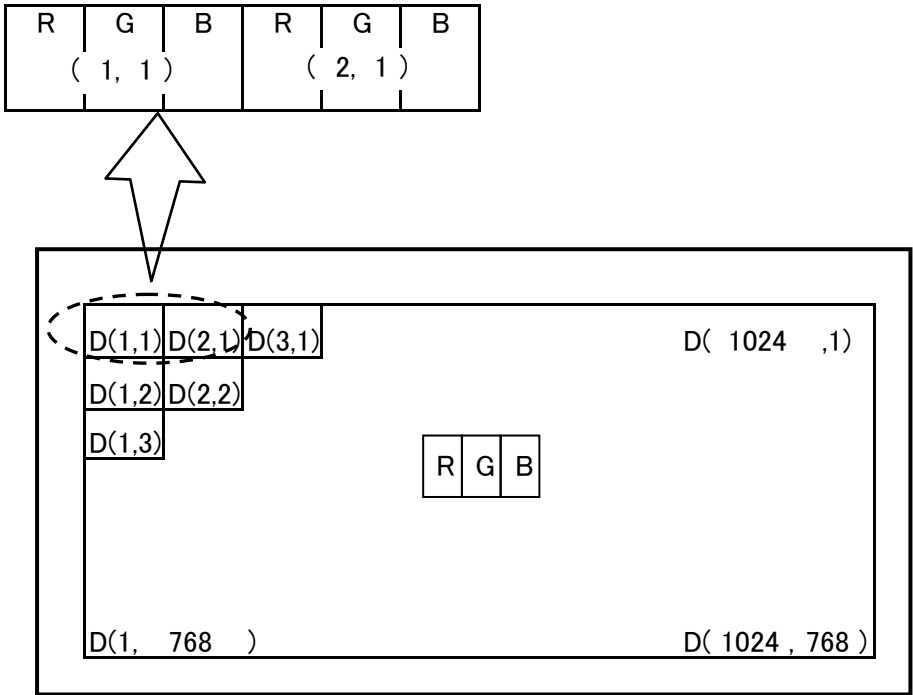 R G B R G B
( 1, 1 ) ( 2, 1 )
D(1,1) D(2,1) D(3,1) D( 1024 ,1)
D(1,2) D(2,2)
D(1,3)
R G B
D(1, 768 ) D( 1024 , 768 )